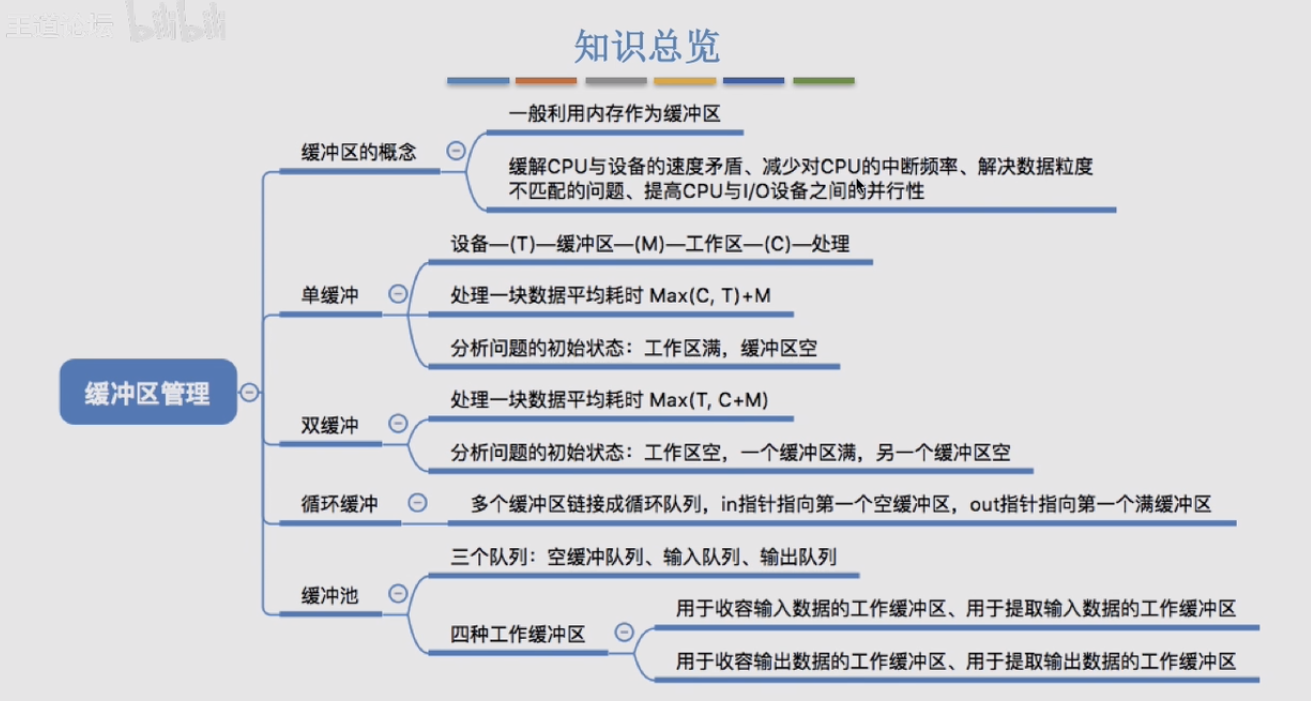 王道论坛 bilibili
知识总览
缓冲区管理
缓冲区的概念
一般利用内存作为缓冲区
缓解CPU与设备的速度矛盾、减少对CPU的中断频率、解决数据粒度
不匹配的问题、提高CPU与I/O设备之间的并行性
单缓冲
设备—(T)—缓冲区—(M)—工作区—(C)—处理
处理一块数据平均耗时 Max(C, T)+M
分析问题的初始状态：工作区满，缓冲区空
双缓冲
处理一块数据平均耗时 Max(T, C+M)
分析问题的初始状态：工作区空，一个缓冲区满，另一个缓冲区空
循环缓冲
多个缓冲区链接成循环队列，in指针指向第一个空缓冲区，out指针指向第一个满缓冲区
缓冲池
三个队列：空缓冲队列、输入队列、输出队列
四种工作缓冲区
用于收容输入数据的工作缓冲区、用于提取输入数据的工作缓冲区
用于收容输出数据的工作缓冲区、用于提取输出数据的工作缓冲区